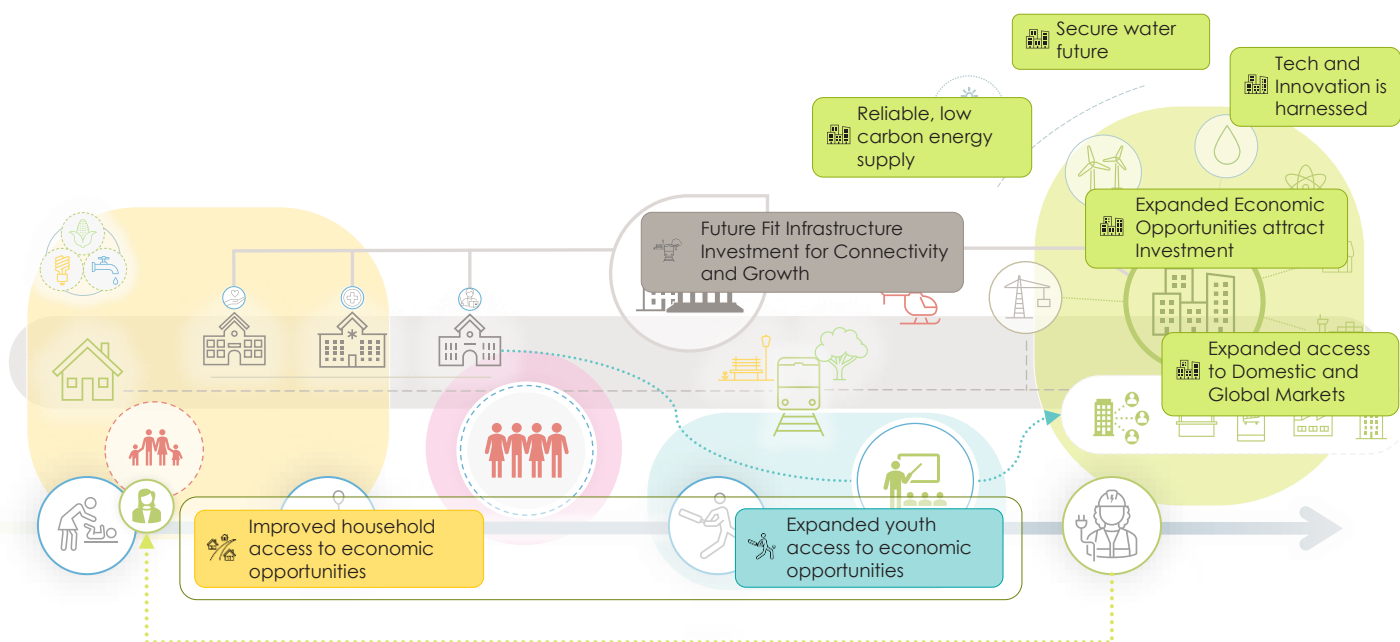 Secure water
future
Tech and
Innovation is
harnessed
Reliable, low
carbon energy
supply
Expanded Economic
Opportunities attract
Investment
Future Fit Infrastructure
Investment for Connectivity
and Growth
Expanded access
to Domestic and
Global Markets
Improved household
access to economic
opportunities
Expanded youth
access to economic
opportunities